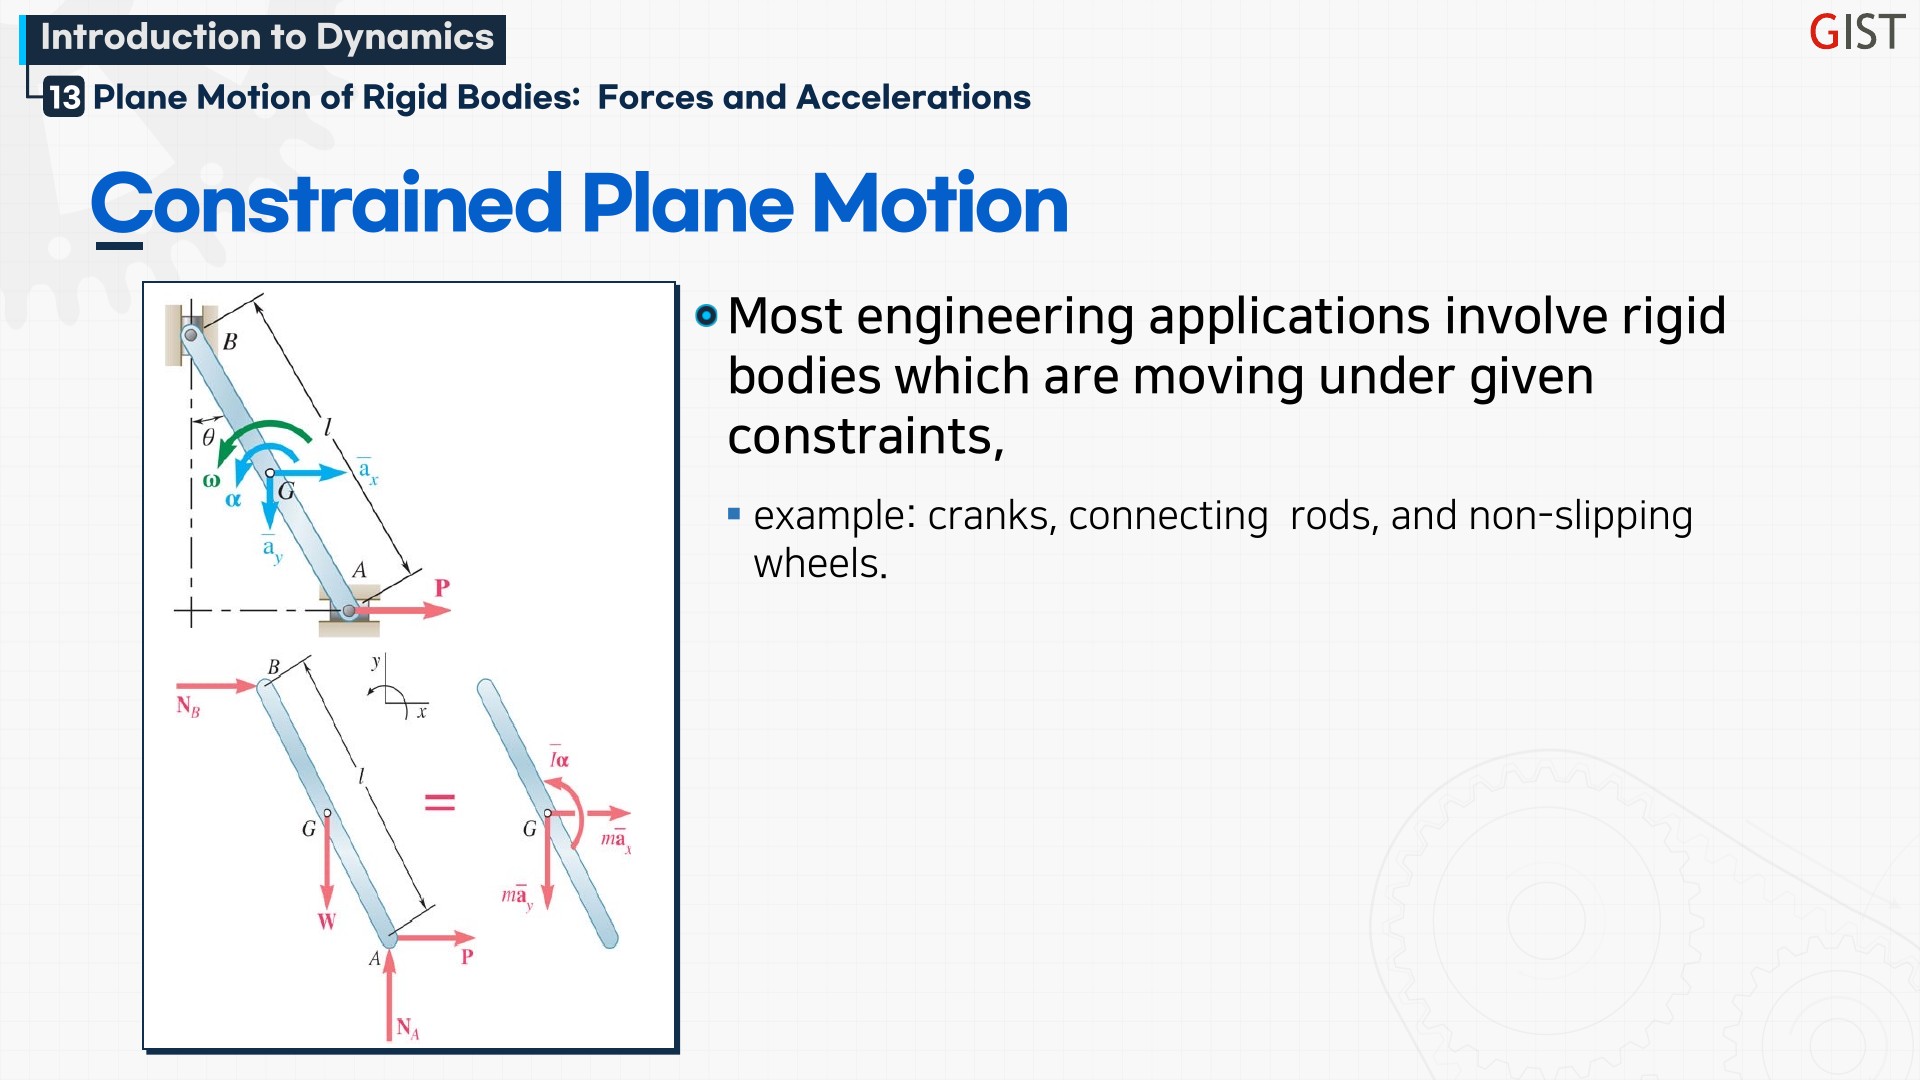 Introduction to Dynamics
GIST
13 Plane Motion of Rigid Bodies: Forces and Accelerations
Constrained Plane Motion
B
l
θ
ω
α
G
a̅x
a̅y
A
P
Most engineering applications involve rigid
bodies which are moving under given
constraints,
example: cranks, connecting rods, and non-slipping
wheels.
B
NB
l
y
x
G
W
A
P
NA
=
I̅α
G
ma̅x
ma̅y